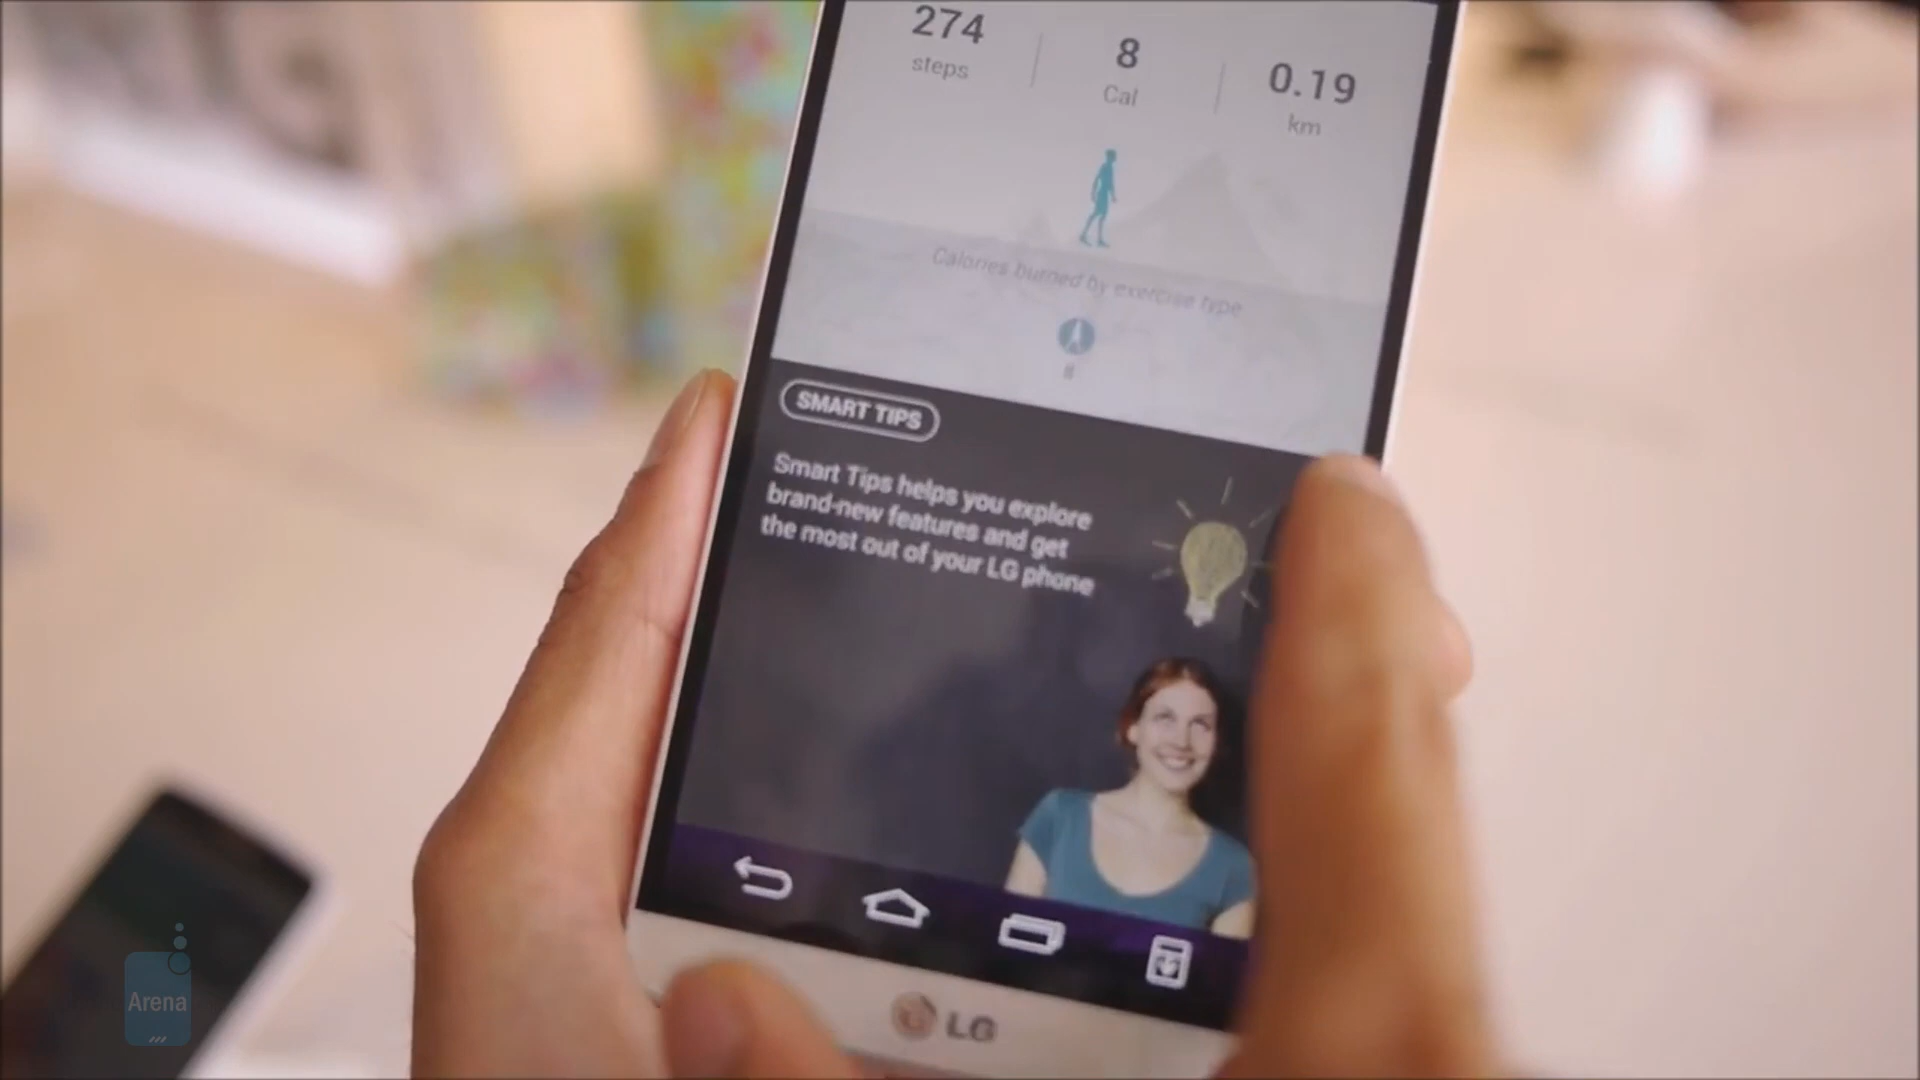 274 8 0.19
steps Cal km
Calories burned by exercise type
8
SMART TIPS
Smart Tips helps you explore
brand-new features and get
the most out of your LG phone
LG
Arena